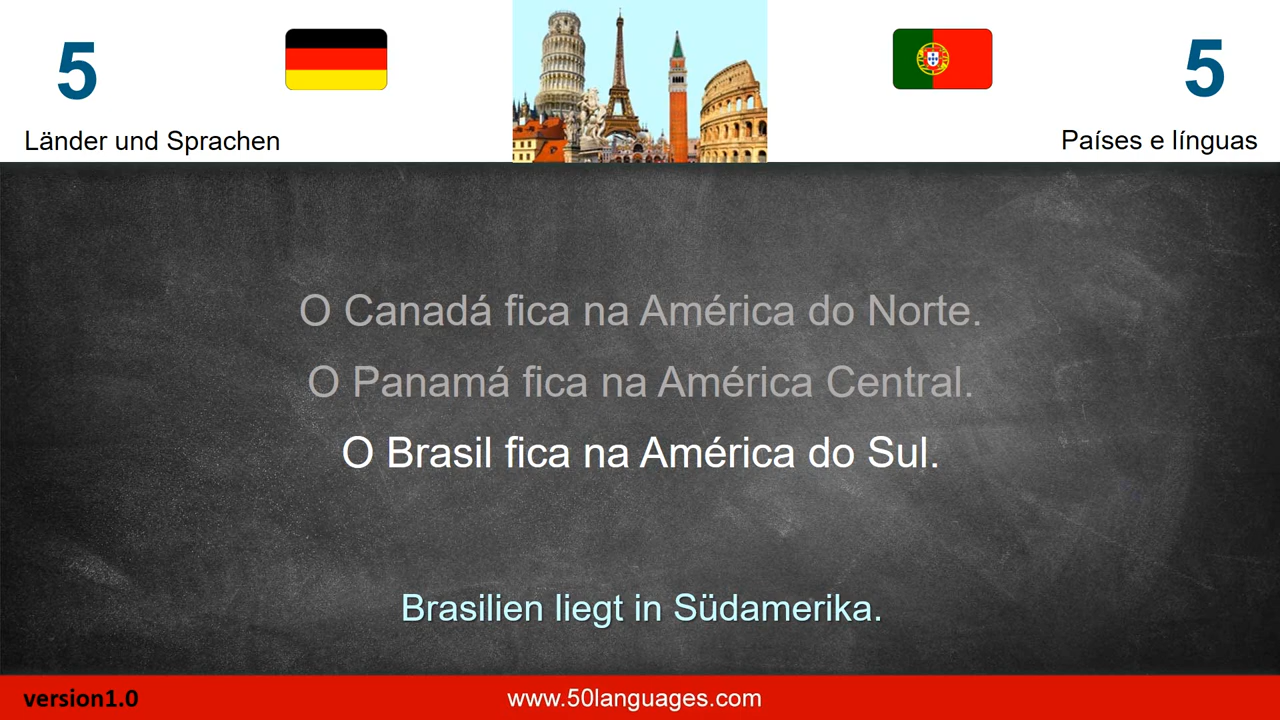 5
5
Länder und Sprachen
Países e línguas
O Canadá fica na América do Norte.
O Panamá fica na América Central.
O Brasil fica na América do Sul.
Brasilien liegt in Südamerika.
version1.0
www.50languages.com